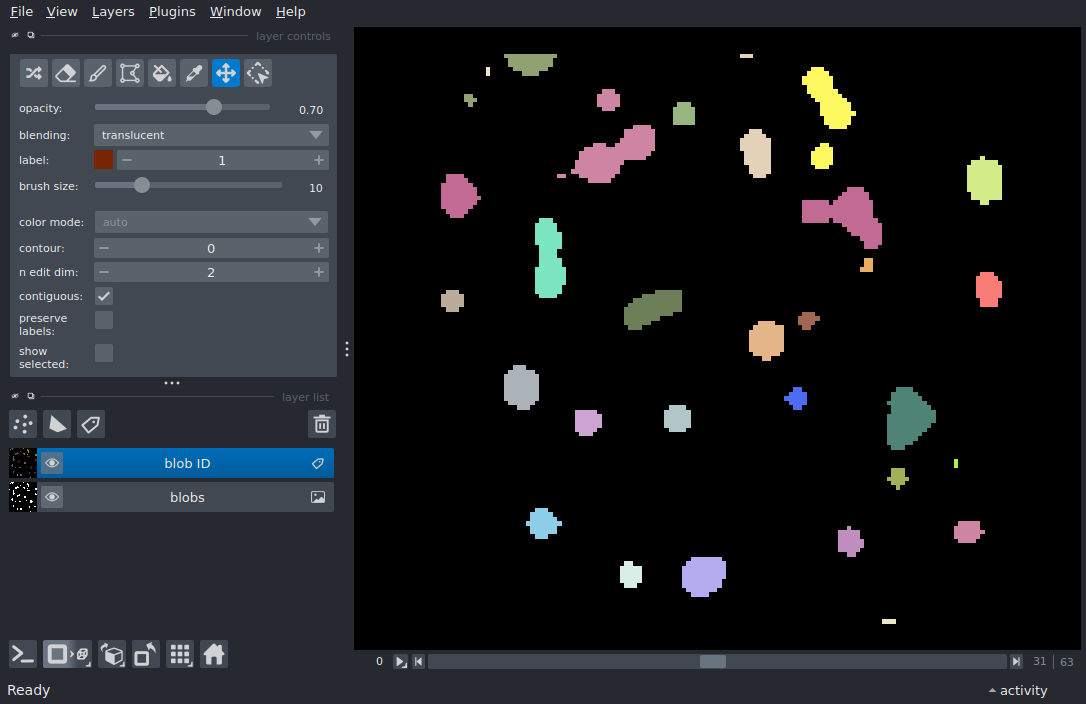 File View Layers Plugins Window Help
layer controls
opacity: 0.70
blending: translucent
label: 1
brush size: 10
color mode: auto
contour: 0
n edit dim: 2
contiguous:
preserve
labels:
show
selected:
layer list
blob ID
blobs
0 31 63
Ready activity